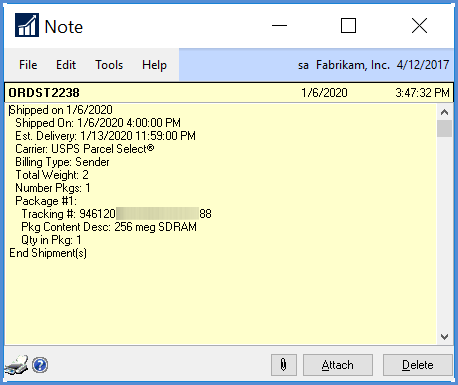 Note
File Edit Tools Help sa Fabrikam, Inc. 4/12/2017
ORDST2238 1/6/2020 3:47:32 PM
Shipped on 1/6/2020
Shipped On: 1/6/2020 4:00:00 PM
Est. Delivery: 1/13/2020 11:59:00 PM
Carrier: USPS Parcel Select®
Billing Type: Sender
Total Weight: 2
Number Pkgs: 1
Package #1:
Tracking #: 946120 88
Pkg Content Desc: 256 meg SDRAM
Qty in Pkg: 1
End Shipment(s)
Attach Delete